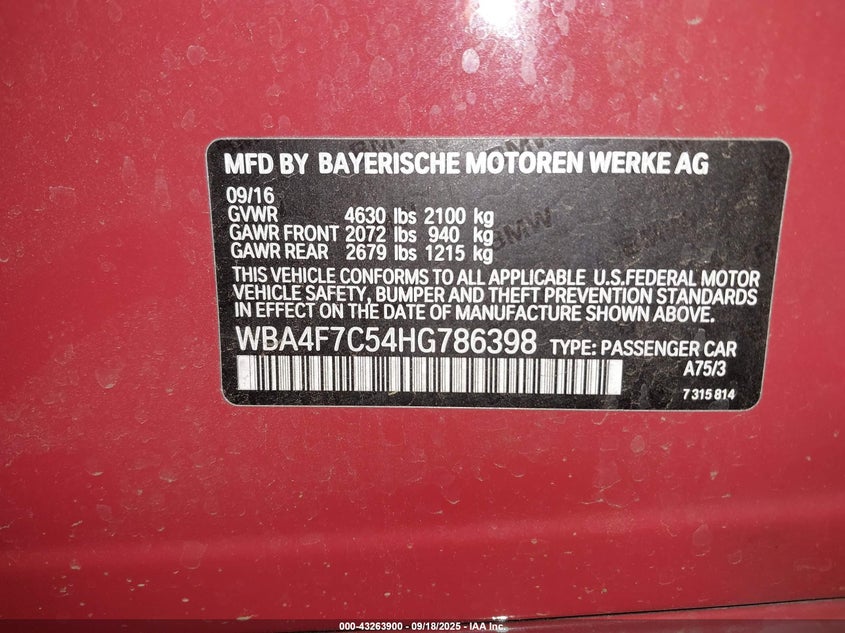 MFD BY BAYERISCHE MOTOREN WERKE AG
09/16
GVWR 4630 lbs 2100 kg
GAWR FRONT 2072 lbs 940 kg
GAWR REAR 2679 lbs 1215 kg
THIS VEHICLE CONFORMS TO ALL APPLICABLE U.S.FEDERAL MOTOR
VEHICLE SAFETY, BUMPER AND THEFT PREVENTION STANDARDS
IN EFFECT ON THE DATE OF MANUFACTURE SHOWN ABOVE.
WBA4F7C54HG786398 TYPE: PASSENGER CAR
A75/3
7 315 814
000-43263900 - 09/18/2025 - IAA Inc.